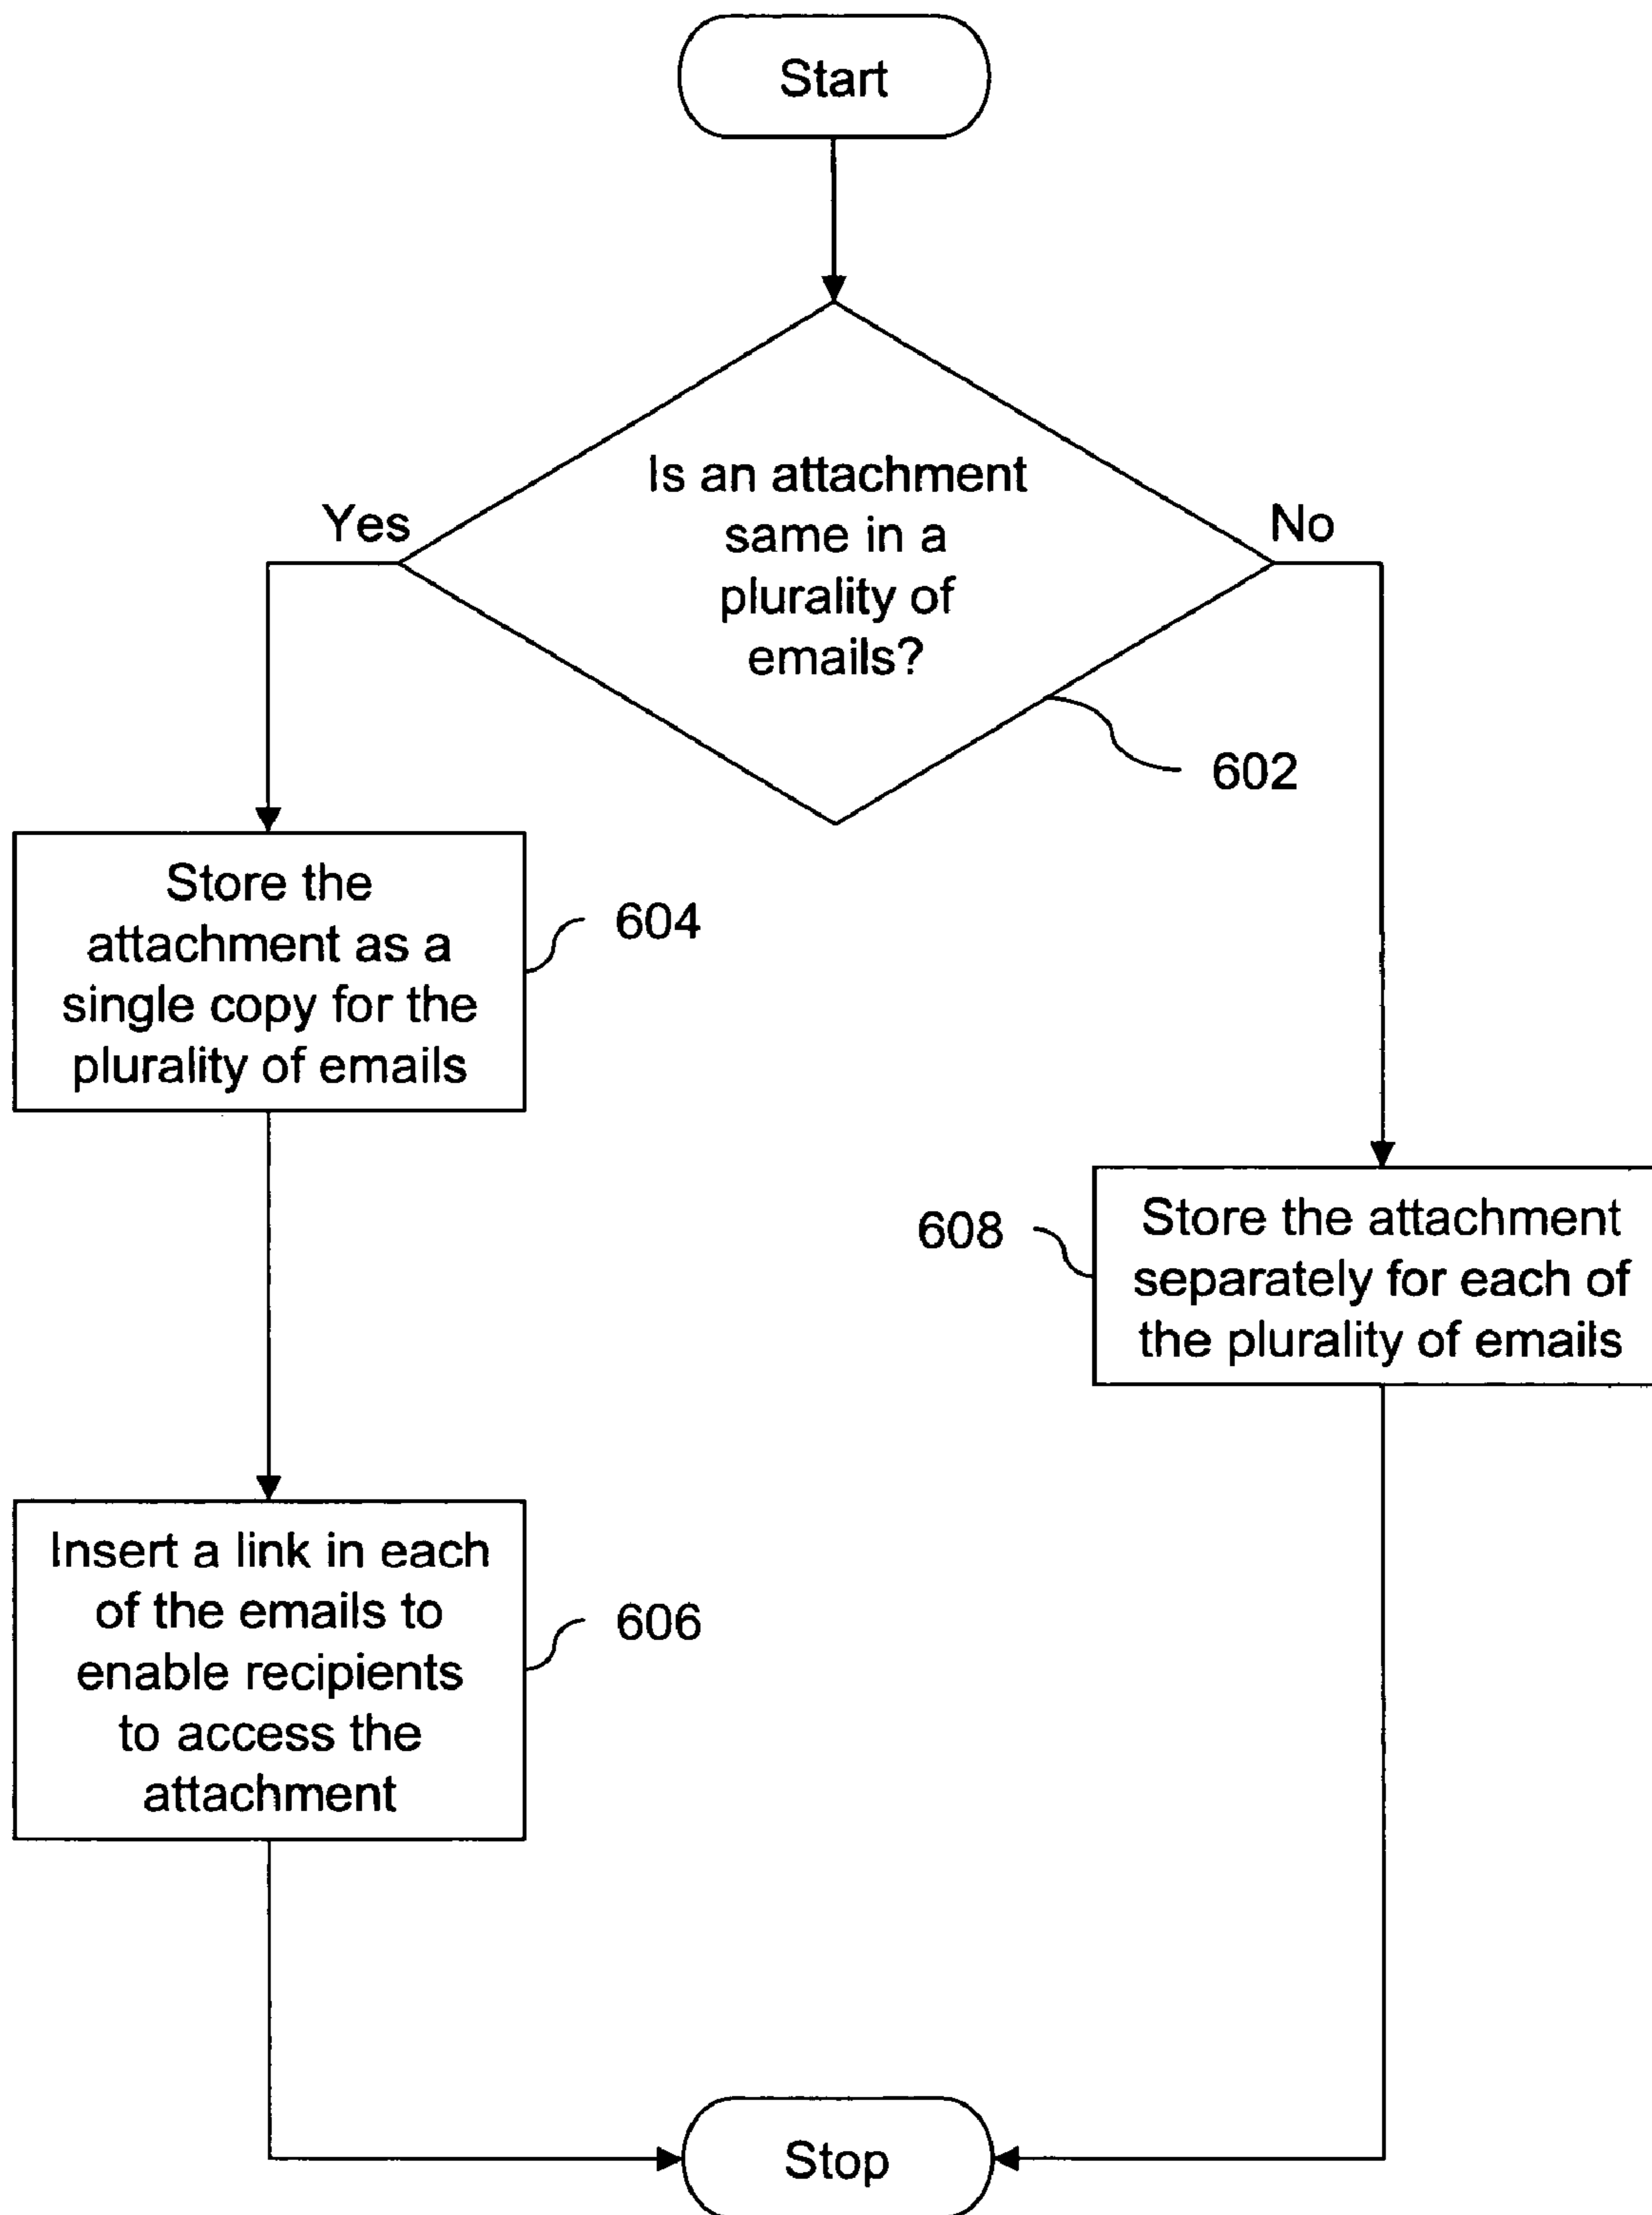 Start
Is an attachment
same in a
plurality of
emails?
Yes
No
602
Store the
attachment as a
single copy for the
plurality of emails
604
608
Store the attachment
separately for each of
the plurality of emails
Insert a link in each
of the emails to
enable recipients
to access the
attachment
606
Stop